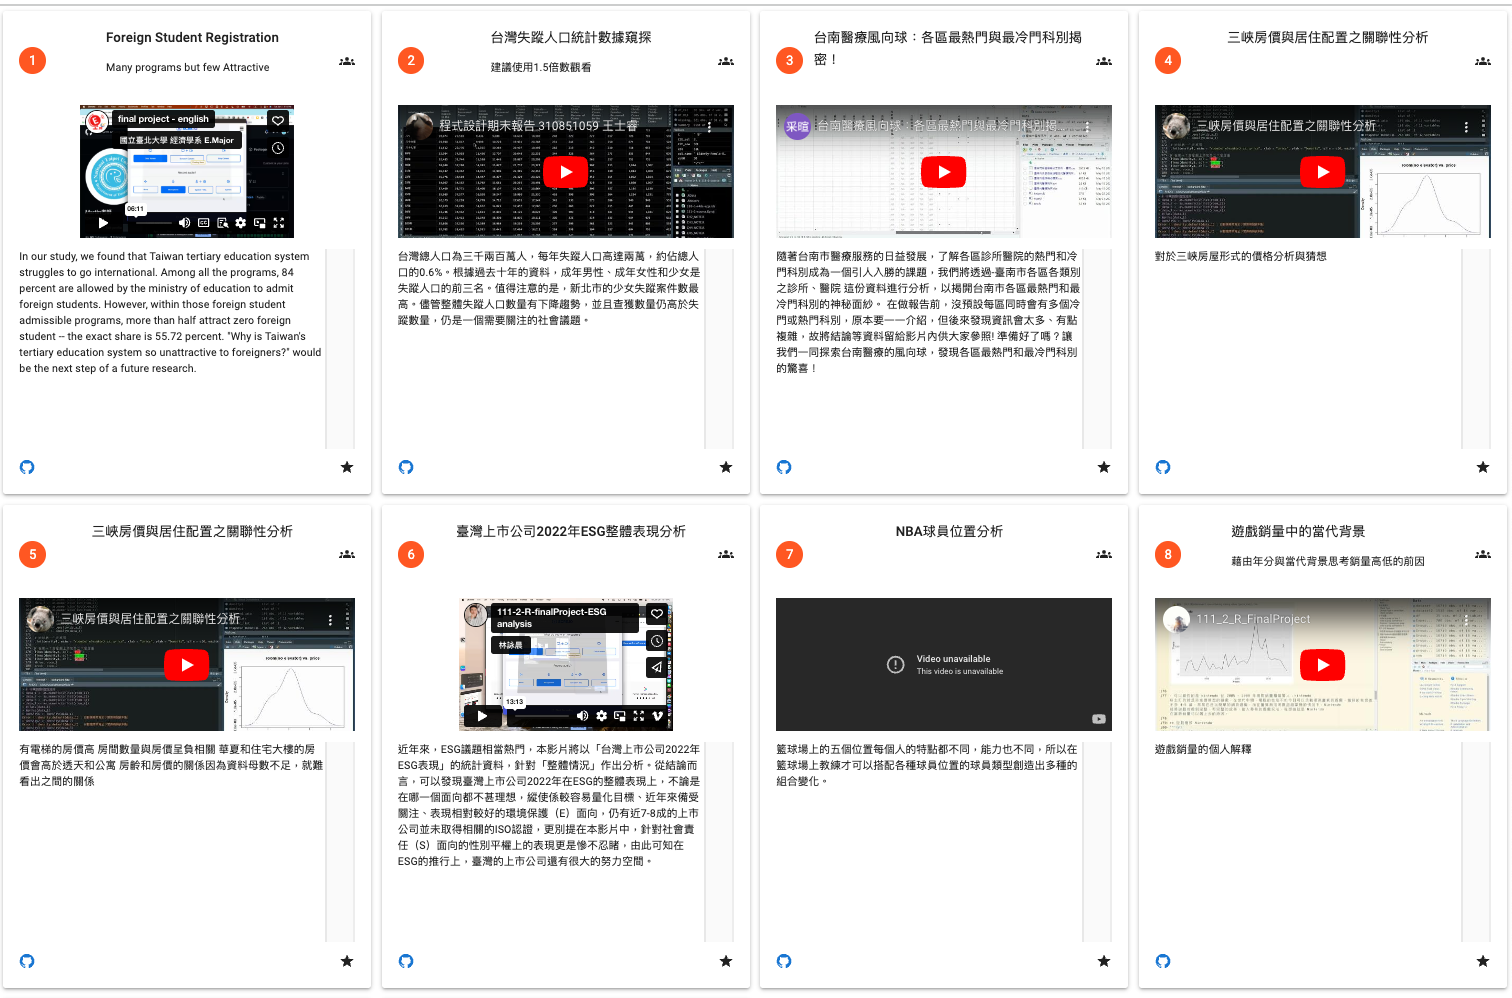 Foreign Student Registration
1
Many programs but few Attractive
final project - english
國立臺北大學 經濟學系 E.Major
06:11
In our study, we found that Taiwan tertiary education system
struggles to go international. Among all the programs, 84
percent are allowed by the ministry of education to admit
foreign students. However, within those foreign student
admissible programs, more than half attract zero foreign
student -- the exact share is 55.72 percent. "Why is Taiwan's
tertiary education system so unattractive to foreigners?" would
be the next step of a future research.
台灣失蹤人口統計數據窺探
2
建議使用1.5倍數觀看
程式設計期末報告 310851059 王士睿
台灣總人口為三千兩百萬人，每年失蹤人口高達兩萬，約佔總人
口的0.6%。根據過去十年的資料，成年男性、成年女性和少女是
失蹤人口的前三名。值得注意的是，新北市的少女失蹤案件數最
高。儘管整體失蹤人口數量有下降趨勢，並且查獲數量仍高於失
蹤數量，仍是一個需要關注的社會議題。
台南醫療風向球：各區最熱門與最冷門科別揭
密！
3
采暄
台南醫療風向球：各區最熱門與最冷門科別揭...
隨著台南市醫療服務的日益發展，了解各區診所醫院的熱門和冷
門科別成為一個引人入勝的課題，我們將透過-臺南市各區各類別
之診所、醫院 這份資料進行分析，以揭開台南市各區最熱門和最
冷門科別的神秘面紗。 在做報告前，沒預設每區同時會有多個冷
門或熱門科別，原本要一一介紹，但後來發現資訊會太多、有點
複雜，故將結論等資料留給影片內供大家參照! 準備好了嗎？讓
我們一同探索台南醫療的風向球，發現各區最熱門和最冷門科別
的驚喜！
三峽房價與居住配置之關聯性分析
4
三峽房價與居住配置之關聯性分析
對於三峽房屋形式的價格分析與猜想
三峽房價與居住配置之關聯性分析
5
三峽房價與居住配置之關聯性分析
有電梯的房價高 房間數量與房價呈負相關 華夏和住宅大樓的房
價會高於透天和公寓 房齡和房價的關係因為資料母數不足，就難
看出之間的關係
臺灣上市公司2022年ESG整體表現分析
6
111-2-R-finalProject-ESG
analysis
林詠晨
13:13
近年來，ESG議題相當熱門，本影片將以「台灣上市公司2022年
ESG表現」的統計資料，針對「整體情況」作出分析。從結論而
言，可以發現臺灣上市公司2022年在ESG的整體表現上，不論是
在哪一個面向都不甚理想，縱使係較容易量化目標、近年來備受
關注、表現相對較好的環境保護（E）面向，仍有近7-8成的上市
公司並未取得相關的ISO認證，更別提在本影片中，針對社會責
任（S）面向的性別平權上的表現更是慘不忍睹，由此可知在
ESG的推行上，臺灣的上市公司還有很大的努力空間。
NBA球員位置分析
7
Video unavailable
This video is unavailable
籃球場上的五個位置每個人的特點都不同，能力也不同，所以在
籃球場上教練才可以搭配各種球員位置的球員類型創造出多種的
組合變化。
遊戲銷量中的當代背景
8
藉由年分與當代背景思考銷量高低的前因
111_2_R_FinalProject
遊戲銷量的個人解釋